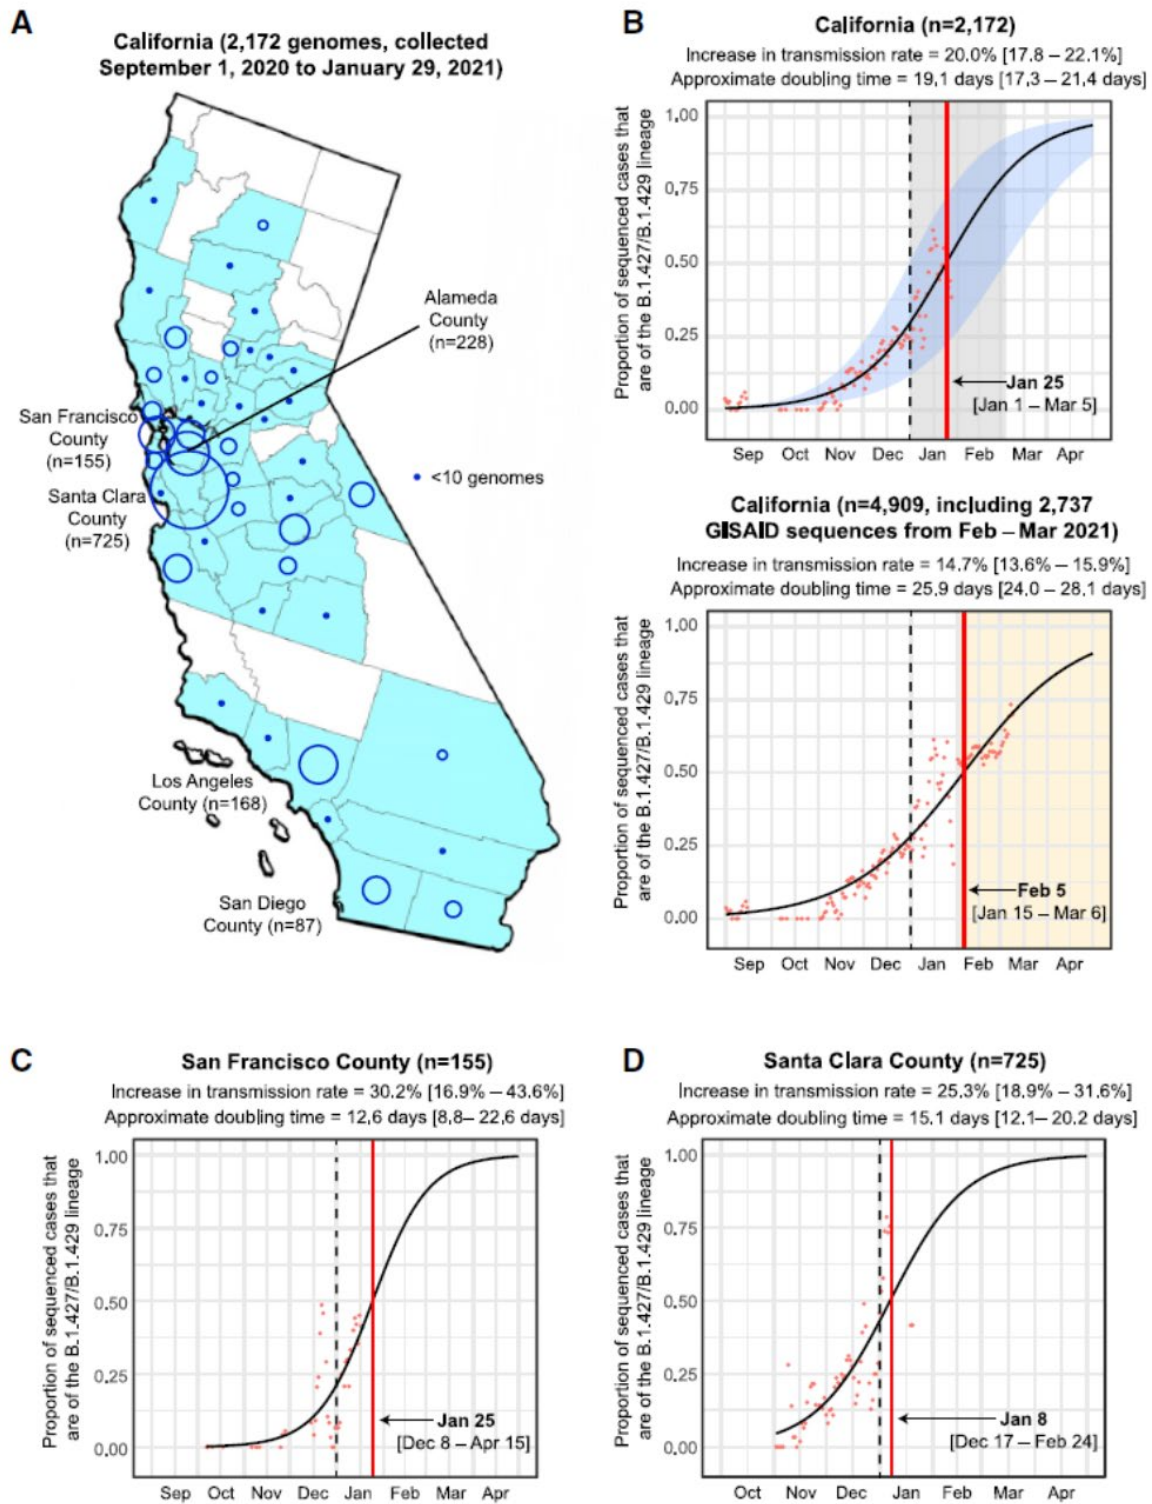 A
California (2,172 genomes, collected
September 1, 2020 to January 29, 2021)
Alameda
County
(n=228)
San Francisco
County
(n=155)
Santa Clara
County
(n=725)
<10 genomes
Los Angeles
County (n=168)
San Diego
County (n=87)
B
California (n=2,172)
Increase in transmission rate = 20.0% [17.8 – 22.1%]
Approximate doubling time = 19.1 days [17.3 – 21.4 days]
Proportion of sequenced cases that
are of the B.1.427/B.1.429 lineage
1.00
0.75
0.50
0.25
0.00
Jan 25
[Jan 1 – Mar 5]
Sep Oct Nov Dec Jan Feb Mar Apr
California (n=4,909, including 2,737
GISAID sequences from Feb – Mar 2021)
Increase in transmission rate = 14.7% [13.6% – 15.9%]
Approximate doubling time = 25.9 days [24.0 – 28.1 days]
Proportion of sequenced cases that
are of the B.1.427/B.1.429 lineage
1.00
0.75
0.50
0.25
0.00
Feb 5
[Jan 15 – Mar 6]
Sep Oct Nov Dec Jan Feb Mar Apr
C
San Francisco County (n=155)
Increase in transmission rate = 30.2% [16.9% – 43.6%]
Approximate doubling time = 12.6 days [8.8– 22.6 days]
Proportion of sequenced cases that
are of the B.1.427/B.1.429 lineage
1.00
0.75
0.50
0.25
0.00
Jan 25
[Dec 8 – Apr 15]
Sep Oct Nov Dec Jan Feb Mar Apr
D
Santa Clara County (n=725)
Increase in transmission rate = 25.3% [18.9% – 31.6%]
Approximate doubling time = 15.1 days [12.1– 20.2 days]
Proportion of sequenced cases that
are of the B.1.427/B.1.429 lineage
1.00
0.75
0.50
0.25
0.00
Jan 8
[Dec 17 – Feb 24]
Oct Nov Dec Jan Feb Mar Apr